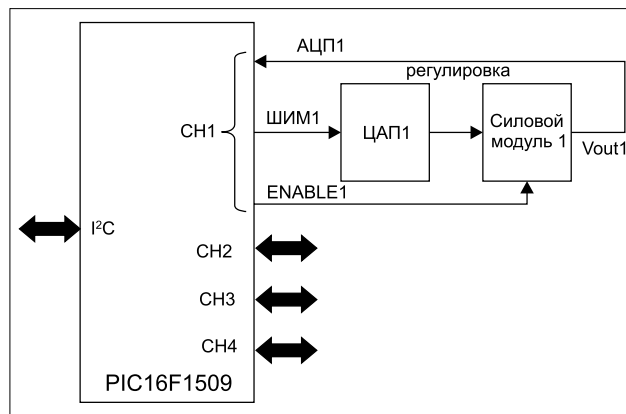 АЦП1
регулировка
CH1
ШИМ1
ЦАП1
Силовой
модуль 1
Vout1
ENABLE1
I²C
CH2
CH3
CH4
PIC16F1509